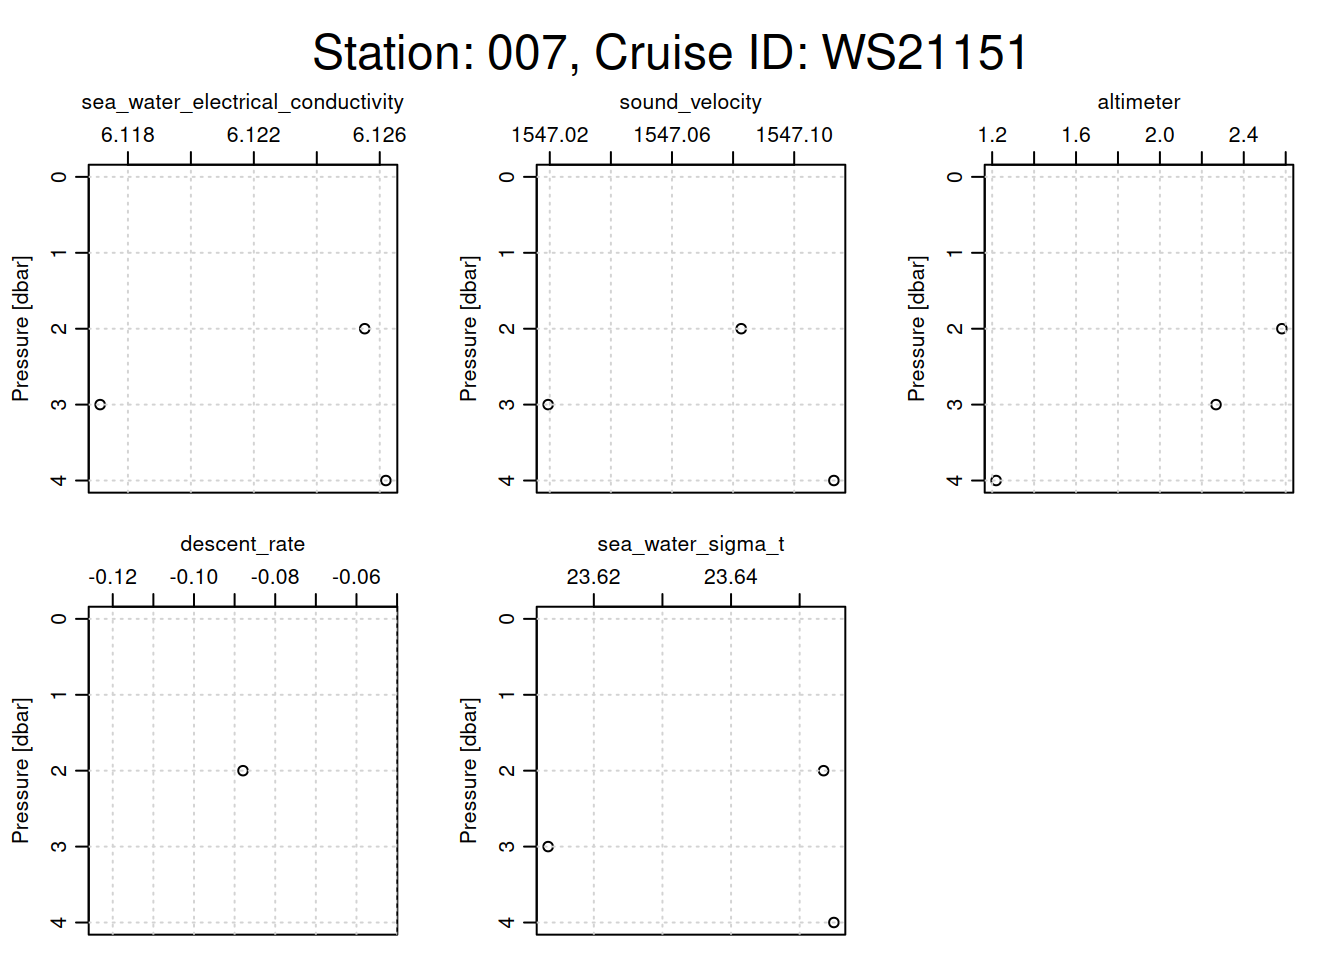 Station: 007, Cruise ID: WS21151
sea_water_electrical_conductivity
6.118 6.122 6.126
0
1
2
3
4
Pressure [dbar]
sound_velocity
1547.02 1547.06 1547.10
0
1
2
3
4
Pressure [dbar]
altimeter
1.2 1.6 2.0 2.4
0
1
2
3
4
Pressure [dbar]
descent_rate
-0.12 -0.10 -0.08 -0.06
0
1
2
3
4
Pressure [dbar]
sea_water_sigma_t
23.62 23.64
0
1
2
3
4
Pressure [dbar]